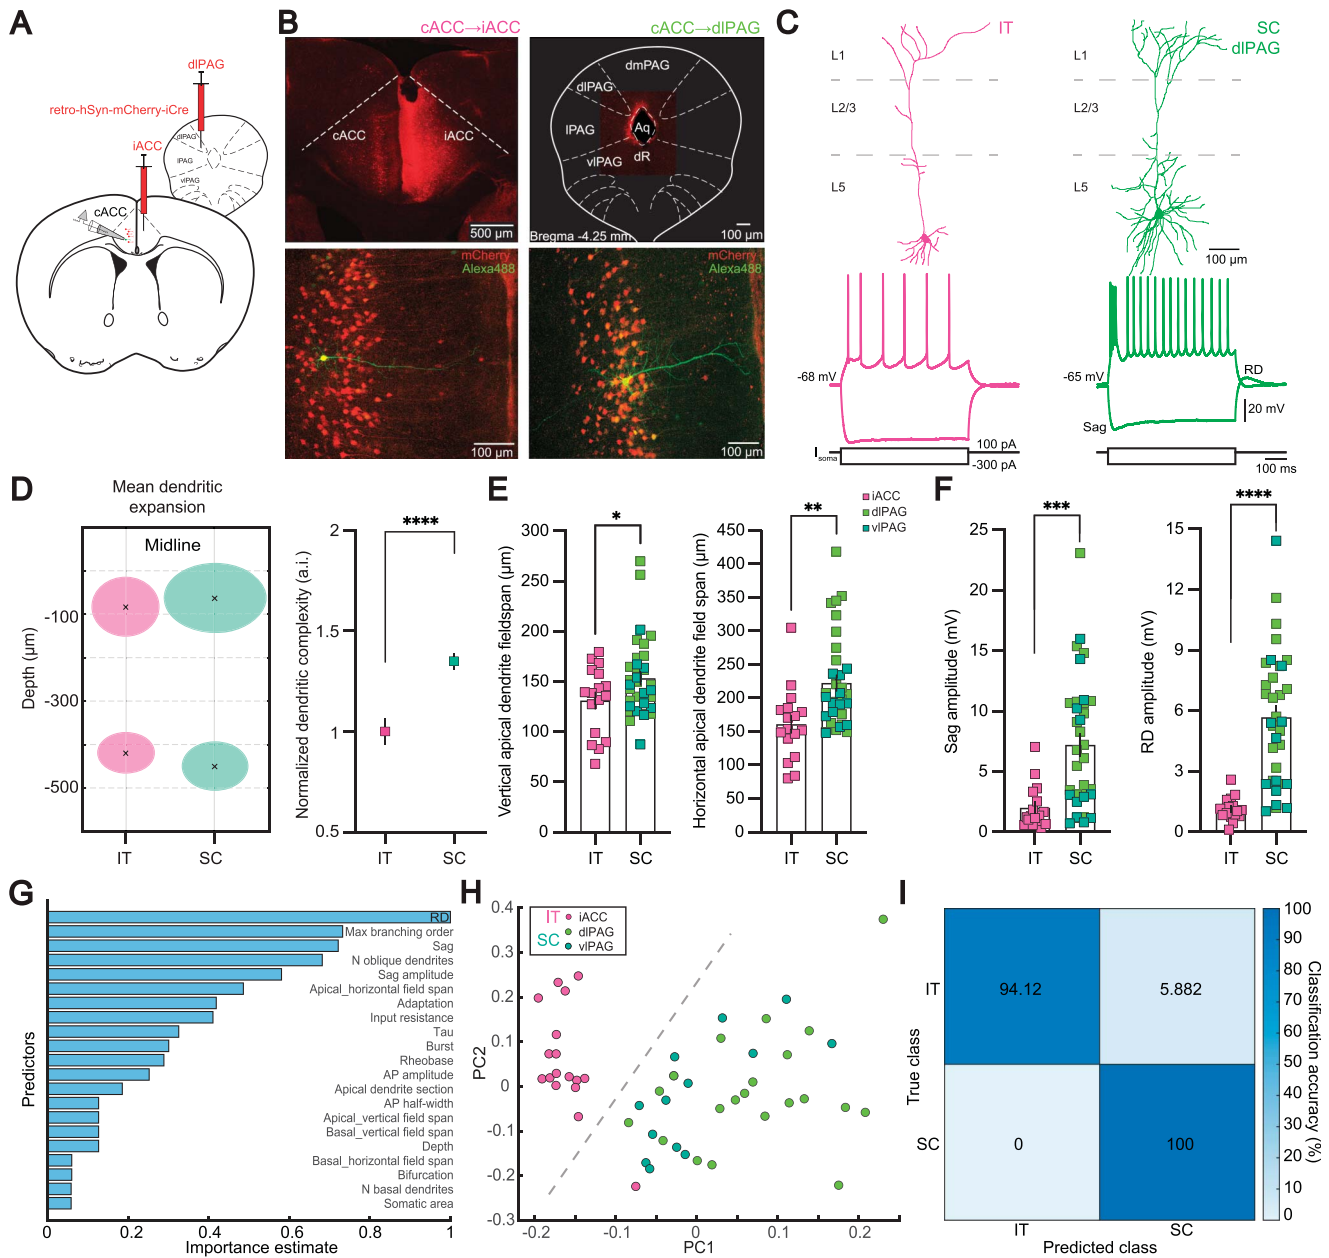 A
dlPAG
retro-hSyn-mCherry-iCre
dlPAG
lPAG
vlPAG
iACC
cACC
B
cACC→iACC
cACC→dlPAG
cACC
iACC
500 µm
dmPAG
dlPAG
lPAG
Aq
vlPAG
dR
Bregma -4.25 mm
100 µm
mCherry
Alexa488
100 µm
mCherry
Alexa488
100 µm
C
IT
SC
dlPAG
L1
L2/3
L5
100 µm
-68 mV
-65 mV
RD
20 mV
Sag
I soma
100 pA
-300 pA
100 ms
D
Mean dendritic
expansion
Midline
Depth (µm)
-100
-300
-500
IT
SC
Normalized dendritic complexity (a.i.)
2
1.5
1
0.5
****
IT
SC
E
Vertical apical dendrite fieldspan (µm)
300
250
200
150
100
50
0
*
IT
SC
Horizontal apical dendrite field span (µm)
450
400
350
300
250
200
150
100
50
0
**
IT
SC
iACC
dlPAG
vlPAG
F
Sag amplitude (mV)
25
20
15
10
5
0
***
IT
SC
RD amplitude (mV)
15
12
9
6
3
0
****
IT
SC
G
Predictors
RD
Max branching order
Sag
N oblique dendrites
Sag amplitude
Apical_horizontal field span
Adaptation
Input resistance
Tau
Burst
Rheobase
AP amplitude
Apical dendrite section
AP half-width
Apical_vertical field span
Basal_vertical field span
Depth
Basal_horizontal field span
Bifurcation
N basal dendrites
Somatic area
0
0.2
0.4
0.6
0.8
1
Importance estimate
H
IT
SC
iACC
dlPAG
vlPAG
PC2
0.4
0.3
0.2
0.1
0
-0.1
-0.2
-0.3
-0.2
-0.1
0
0.1
0.2
PC1
I
True class
IT
94.12
5.882
SC
0
100
IT
SC
Predicted class
100
90
80
70
60
50
40
30
20
10
0
Classification accuracy (%)